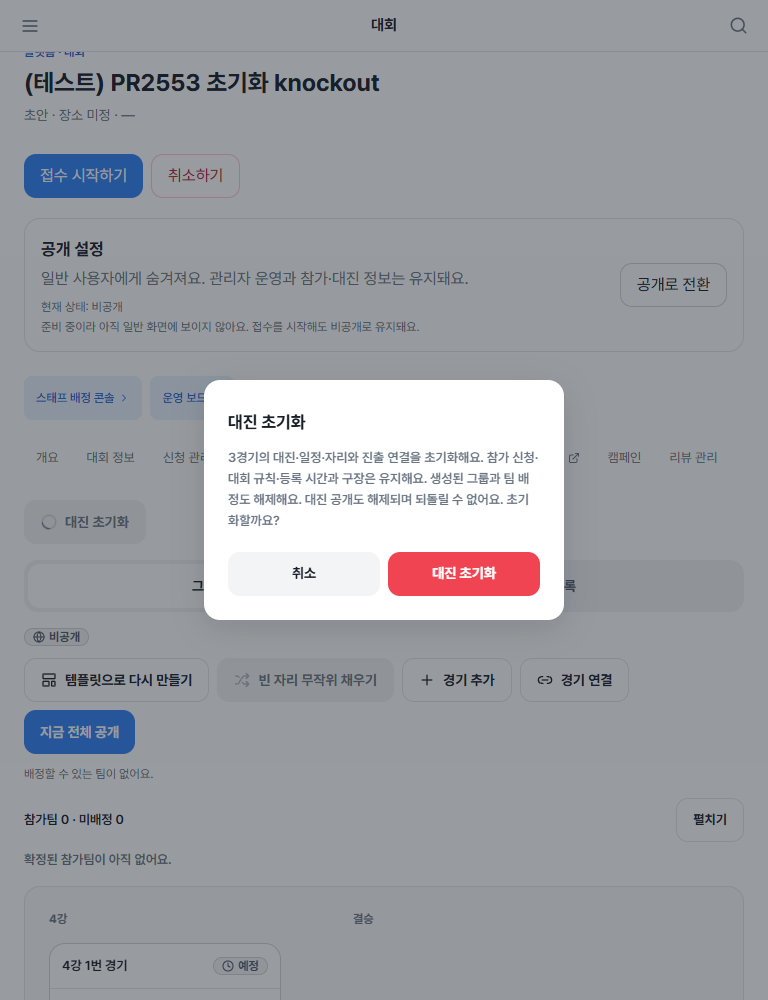 대회
플랫폼 · 대회
(테스트) PR2553 초기화 knockout
초안 · 장소 미정 · —
접수 시작하기
취소하기
공개 설정
일반 사용자에게 숨겨져요. 관리자 운영과 참가·대진 정보는 유지돼요.
현재 상태: 비공개
준비 중이라 아직 일반 화면에 보이지 않아요. 접수를 시작해도 비공개로 유지돼요.
공개로 전환
스태프 배정 콘솔
운영 보드
개요
대회 정보
신청 관리
캠페인
리뷰 관리
대진 초기화
대진 초기화
3경기의 대진·일정·자리와 진출 연결을 초기화해요. 참가 신청·
대회 규칙·등록 시간과 구장은 유지해요. 생성된 그룹과 팀 배
정도 해제해요. 대진 공개도 해제되며 되돌릴 수 없어요. 초기
화할까요?
취소
대진 초기화
비공개
템플릿으로 다시 만들기
빈 자리 무작위 채우기
경기 추가
경기 연결
지금 전체 공개
배정할 수 있는 팀이 없어요.
참가팀 0 · 미배정 0
펼치기
확정된 참가팀이 아직 없어요.
4강
결승
4강 1번 경기
예정